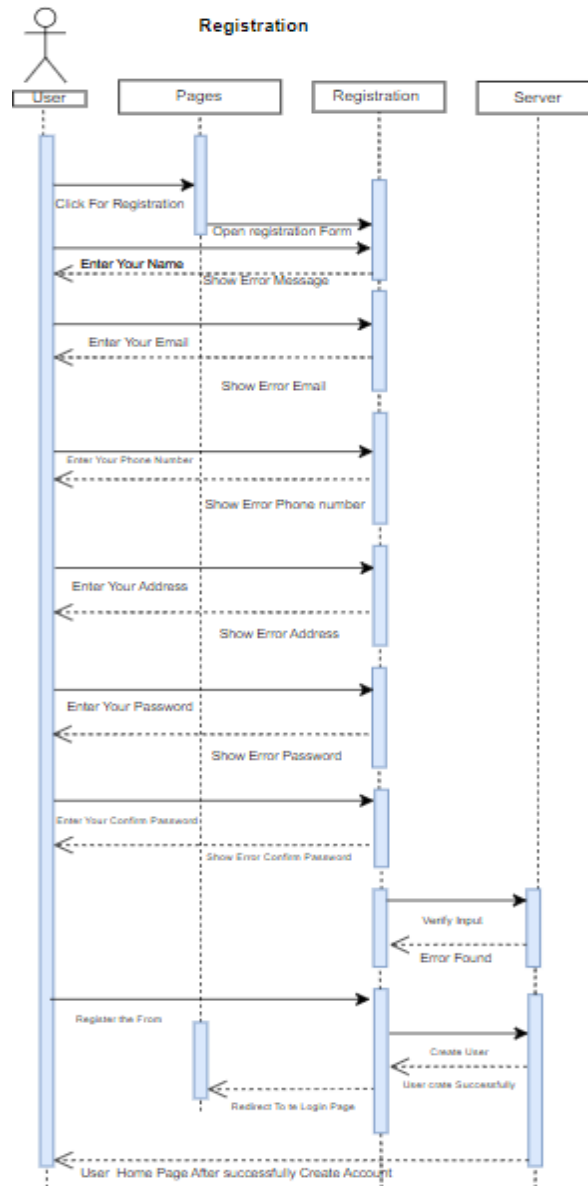 Registration
User
Pages
Registration
Server
Click For Registration
Open registration Form
Enter Your Name
Show Error Message
Enter Your Email
Show Error Email
Enter Your Phone Number
Show Error Phone number
Enter Your Address
Show Error Address
Enter Your Password
Show Error Password
Enter Your Confirm Password
Show Error Confirm Password
Verify Input
Error Found
Register the From
Create User
User crate Successfully
Redirect To te Login Page
User Home Page After successfully Create Account